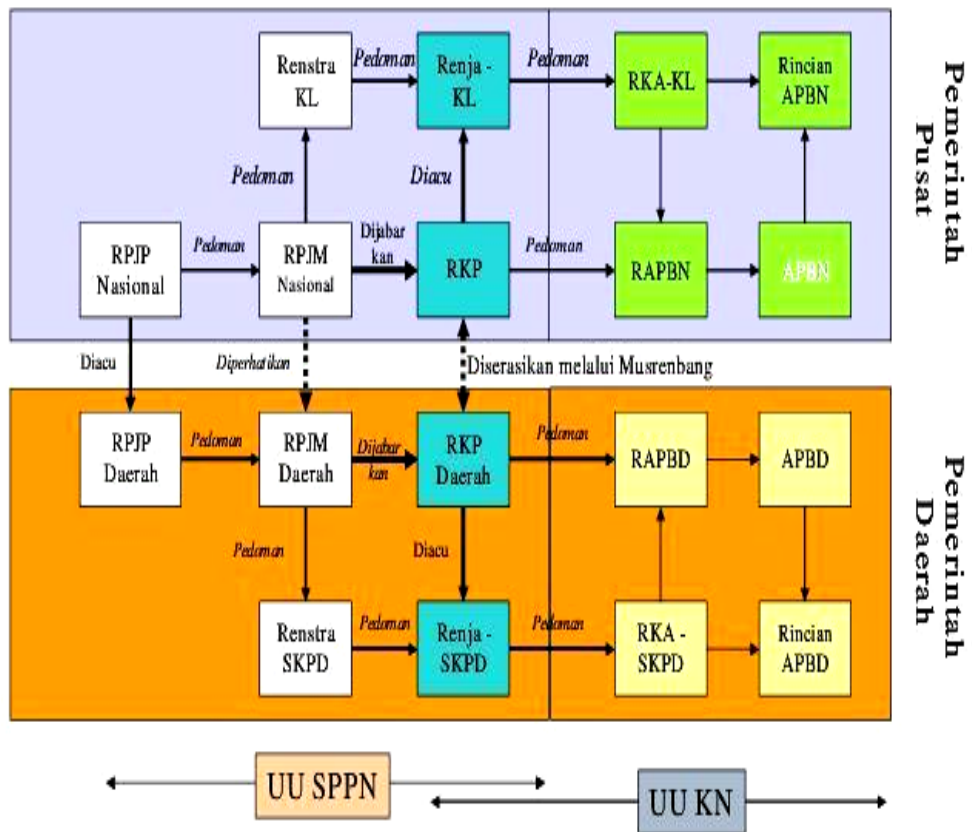 Pedoman
Pedoman
Renstra
KL
Renja -
KL
RKA-KL
Rincian
APBN
Pemerintah
Pusat
Pedoman
Diacu
RPJP
Nasional
Pedoman
RPJM
Nasional
Dijabar
kan
RKP
Pedoman
RAPBN
APBN
Diacu
Diperhatikan
Diserasikan melalui Musrenbang
RPJP
Daerah
Pedoman
RPJM
Daerah
Dijabar
kan
RKP
Daerah
Pedoman
RAPBD
APBD
Pemerintah
Daerah
Pedoman
Diacu
Renstra
SKPD
Pedoman
Renja -
SKPD
Pedoman
RKA -
SKPD
Rincian
APBD
UU SPPN
UU KN